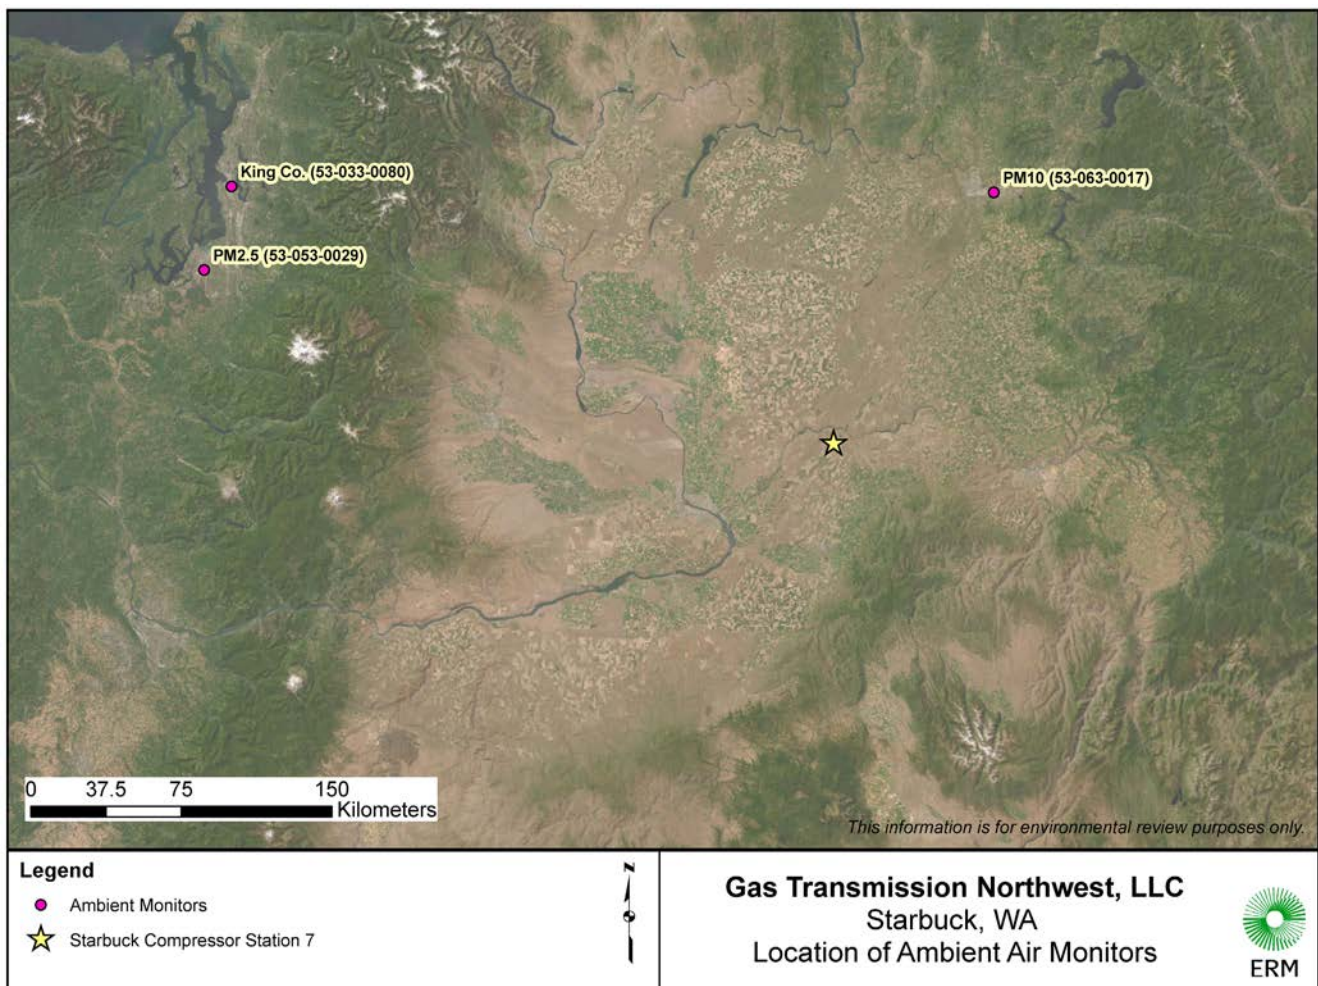 King Co. (53-033-0080)
PM10 (53-063-0017)
PM2.5 (53-053-0029)
0 37.5 75 150
Kilometers
This information is for environmental review purposes only.
Legend
Ambient Monitors
Starbuck Compressor Station 7
N
Gas Transmission Northwest, LLC
Starbuck, WA
Location of Ambient Air Monitors
ERM